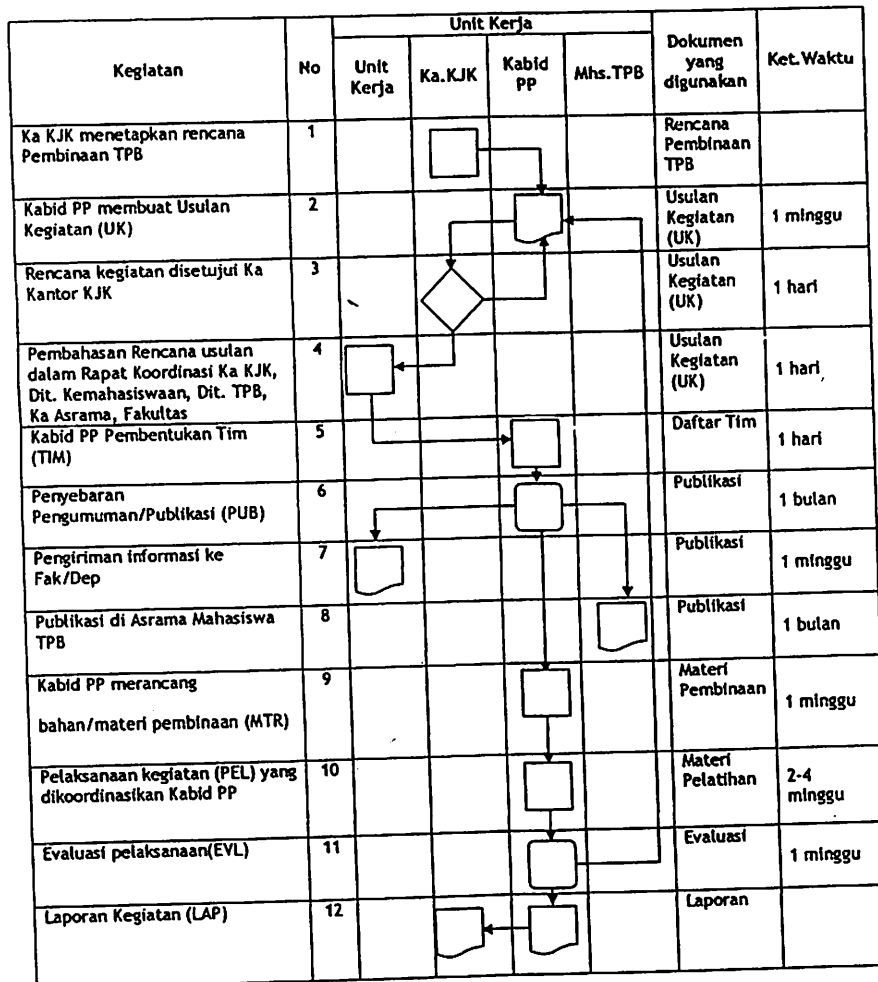 Unit Kerja
Kegiatan
No
Unit
Kerja
Ka.KJK
Kabid
PP
Mhs.TPB
Dokumen
yang
digunakan
Ket.Waktu
Ka KJK menetapkan rencana
Pembinaan TPB
1
Rencana
Pembinaan
TPB
Kabid PP membuat Usulan
Kegiatan (UK)
2
Usulan
Kegiatan
(UK)
1 minggu
Rencana kegiatan disetujui Ka
Kantor KJK
3
Usulan
Kegiatan
(UK)
1 hari
Pembahasan Rencana usulan
dalam Rapat Koordinasi Ka KJK,
Dit. Kemahasiswaan, Dit. TPB,
Ka Asrama, Fakultas
4
Usulan
Kegiatan
(UK)
1 hari
Kabid PP Pembentukan Tim
(TIM)
5
Daftar Tim
1 hari
Penyebaran
Pengumuman/Publikasi (PUB)
6
Publikasi
1 bulan
Pengiriman informasi ke
Fak/Dep
7
Publikasi
1 minggu
Publikasi di Asrama Mahasiswa
TPB
8
Publikasi
1 bulan
Kabid PP merancang
bahan/materi pembinaan (MTR)
9
Materi
Pembinaan
1 minggu
Pelaksanaan kegiatan (PEL) yang
dikoordinasikan Kabid PP
10
Materi
Pelatihan
2-4
minggu
Evaluasi pelaksanaan(EVL)
11
Evaluasi
1 minggu
Laporan Kegiatan (LAP)
12
Laporan